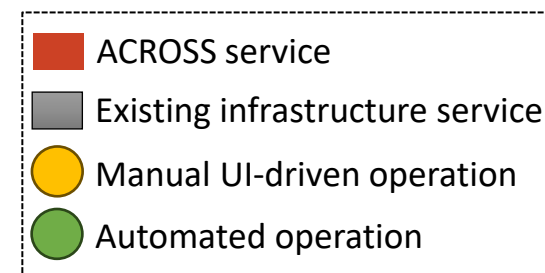 ACROSS service
Existing infrastructure service
Manual UI-driven operation
Automated operation